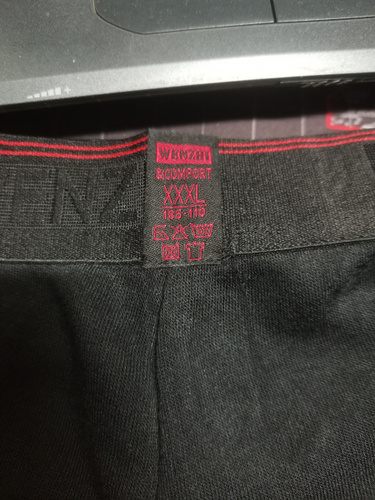 WENZHI
&COMFORT
XXXL
185-110